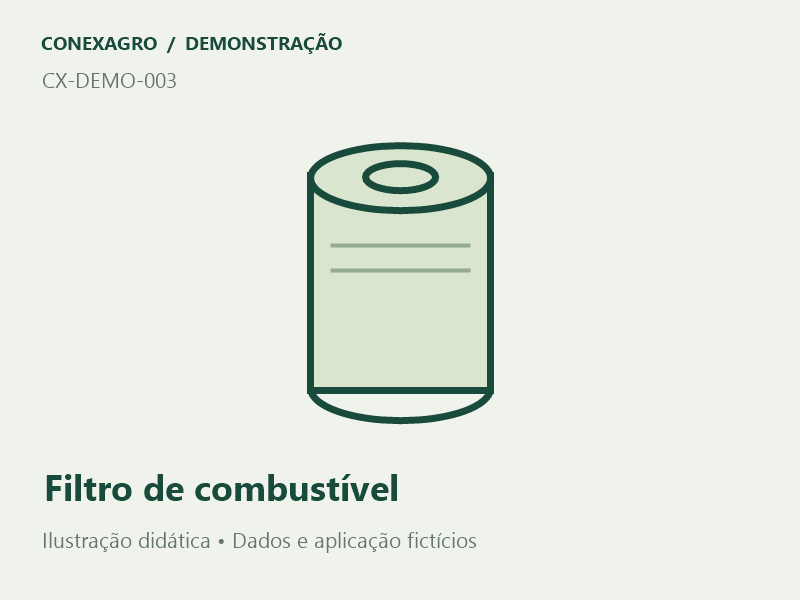 CONEXAGRO / DEMONSTRAÇÃO
CX-DEMO-003
Filtro de combustível
Ilustração didática • Dados e aplicação fictícios